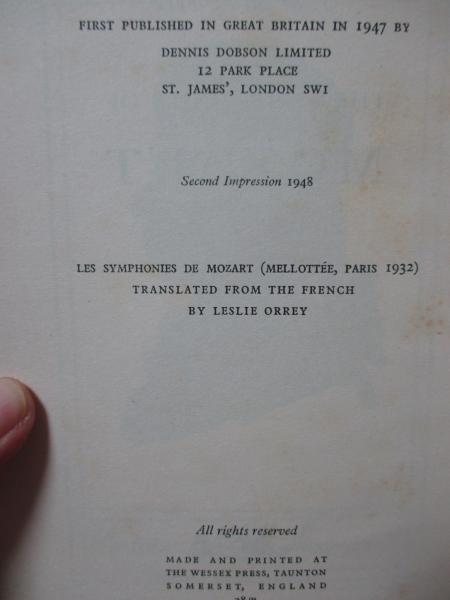 FIRST PUBLISHED IN GREAT BRITAIN IN 1947 BY
DENNIS DOBSON LIMITED
12 PARK PLACE
ST. JAMES', LONDON SW1
Second Impression 1948
LES SYMPHONIES DE MOZART (MELLOTTÉE, PARIS 1932)
TRANSLATED FROM THE FRENCH
BY LESLIE ORREY
All rights reserved
MADE AND PRINTED AT
THE WESSEX PRESS, TAUNTON
SOMERSET, ENGLAND